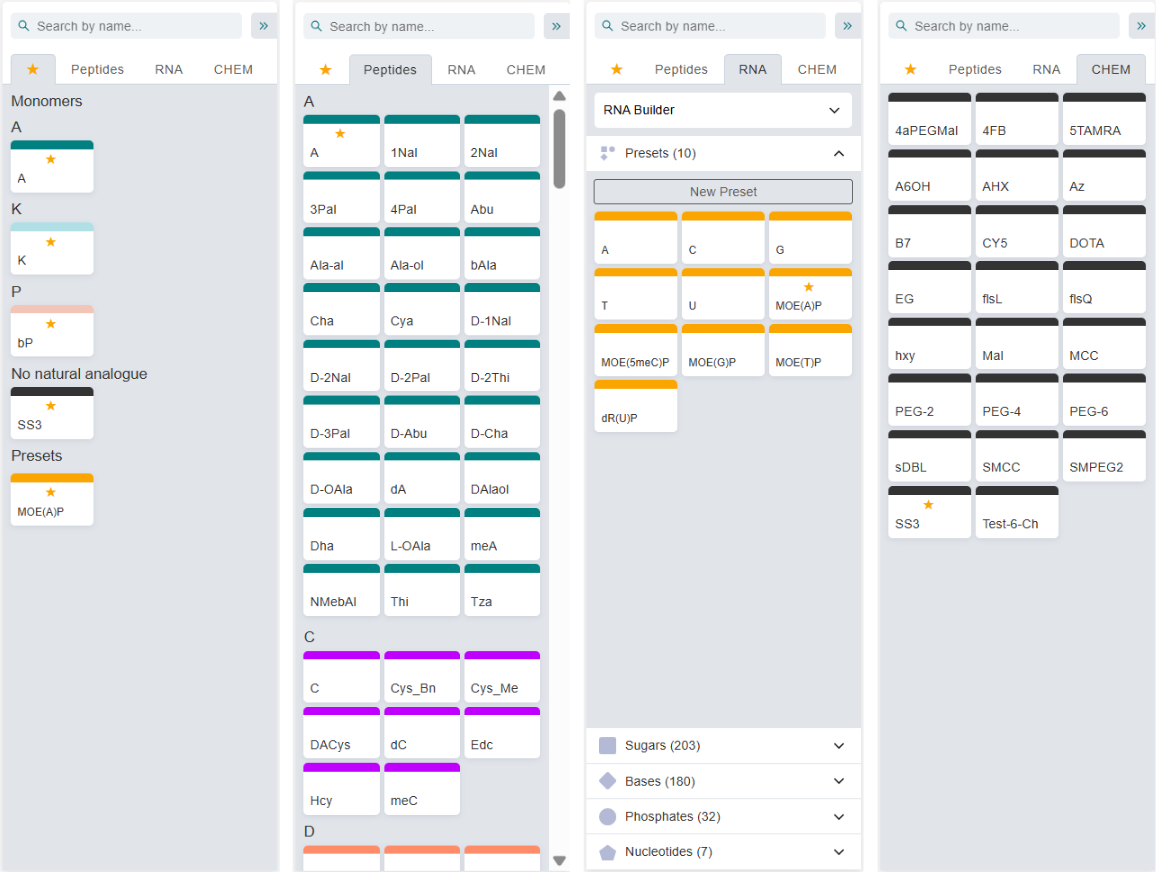 Search by name...
Peptides RNA CHEM
Monomers
A
A
K
K
P
bP
No natural analogue
SS3
Presets
MOE(A)P
Search by name...
Peptides RNA CHEM
A
A 1Nal 2Nal
3Pal 4Pal Abu
Ala-al Ala-ol bAla
Cha Cya D-1Nal
D-2Nal D-2Pal D-2Thi
D-3Pal D-Abu D-Cha
D-OAla dA DAlaol
Dha L-OAla meA
NMebAl Thi Tza
C
C Cys_Bn Cys_Me
DACys dC Edc
Hcy meC
D
Search by name...
Peptides RNA CHEM
RNA Builder
Presets (10)
New Preset
A C G
T U MOE(A)P
MOE(5meC)P MOE(G)P MOE(T)P
dR(U)P
Sugars (203)
Bases (180)
Phosphates (32)
Nucleotides (7)
Search by name...
Peptides RNA CHEM
4aPEGMal 4FB 5TAMRA
A6OH AHX Az
B7 CY5 DOTA
EG flsL flsQ
hxy Mal MCC
PEG-2 PEG-4 PEG-6
sDBL SMCC SMPEG2
SS3 Test-6-Ch